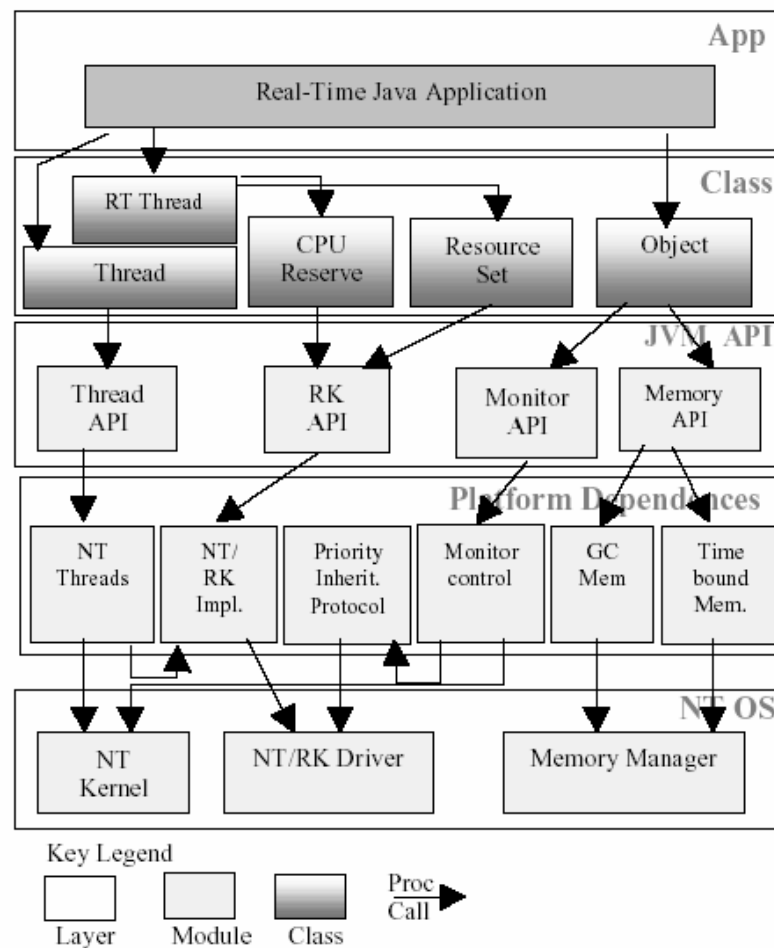 App
Real-Time Java Application
Class
RT Thread
Thread
CPU
Reserve
Resource
Set
Object
JVM API
Thread
API
RK
API
Monitor
API
Memory
API
Platform Dependences
NT
Threads
NT/
RK
Impl.
Priority
Inherit.
Protocol
Monitor
control
GC
Mem
Time
bound
Mem.
NT OS
NT
Kernel
NT/RK Driver
Memory Manager
Key Legend
Layer
Module
Class
Proc
Call